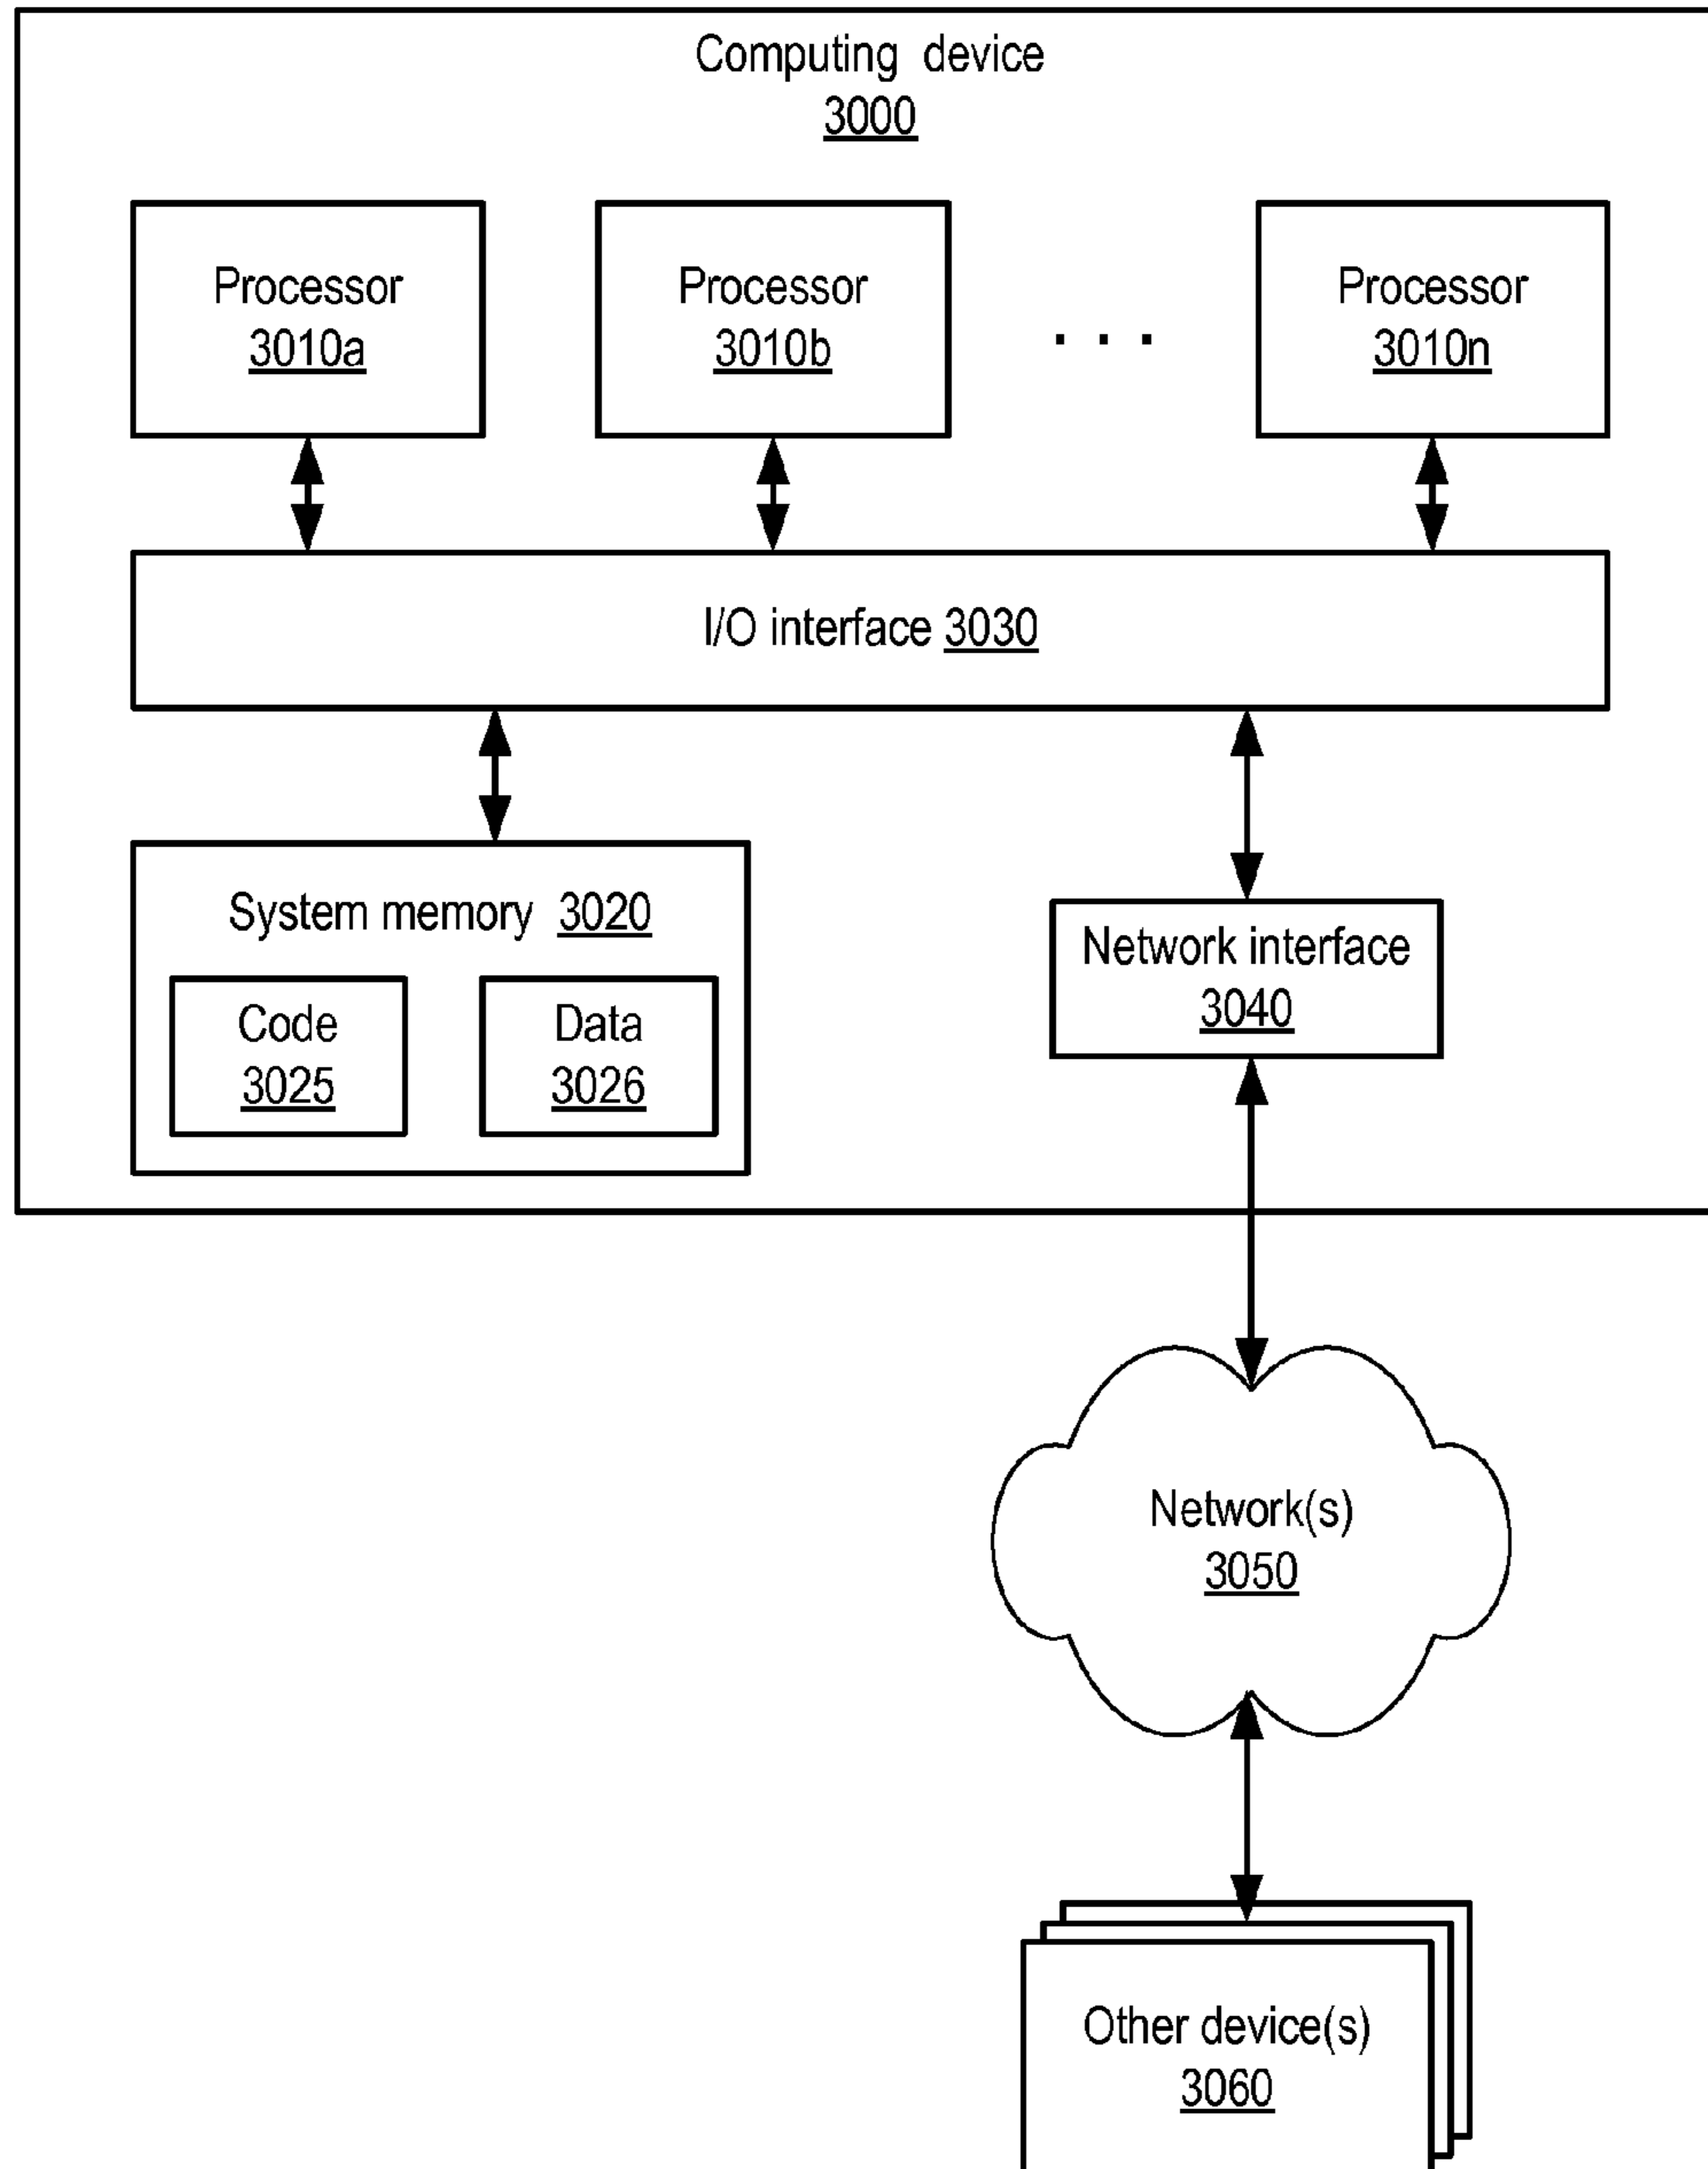 Computing device
3000
Processor
3010a
Processor
3010b
. . .
Processor
3010n
I/O interface 3030
System memory 3020
Code
3025
Data
3026
Network interface
3040
Network(s)
3050
Other device(s)
3060